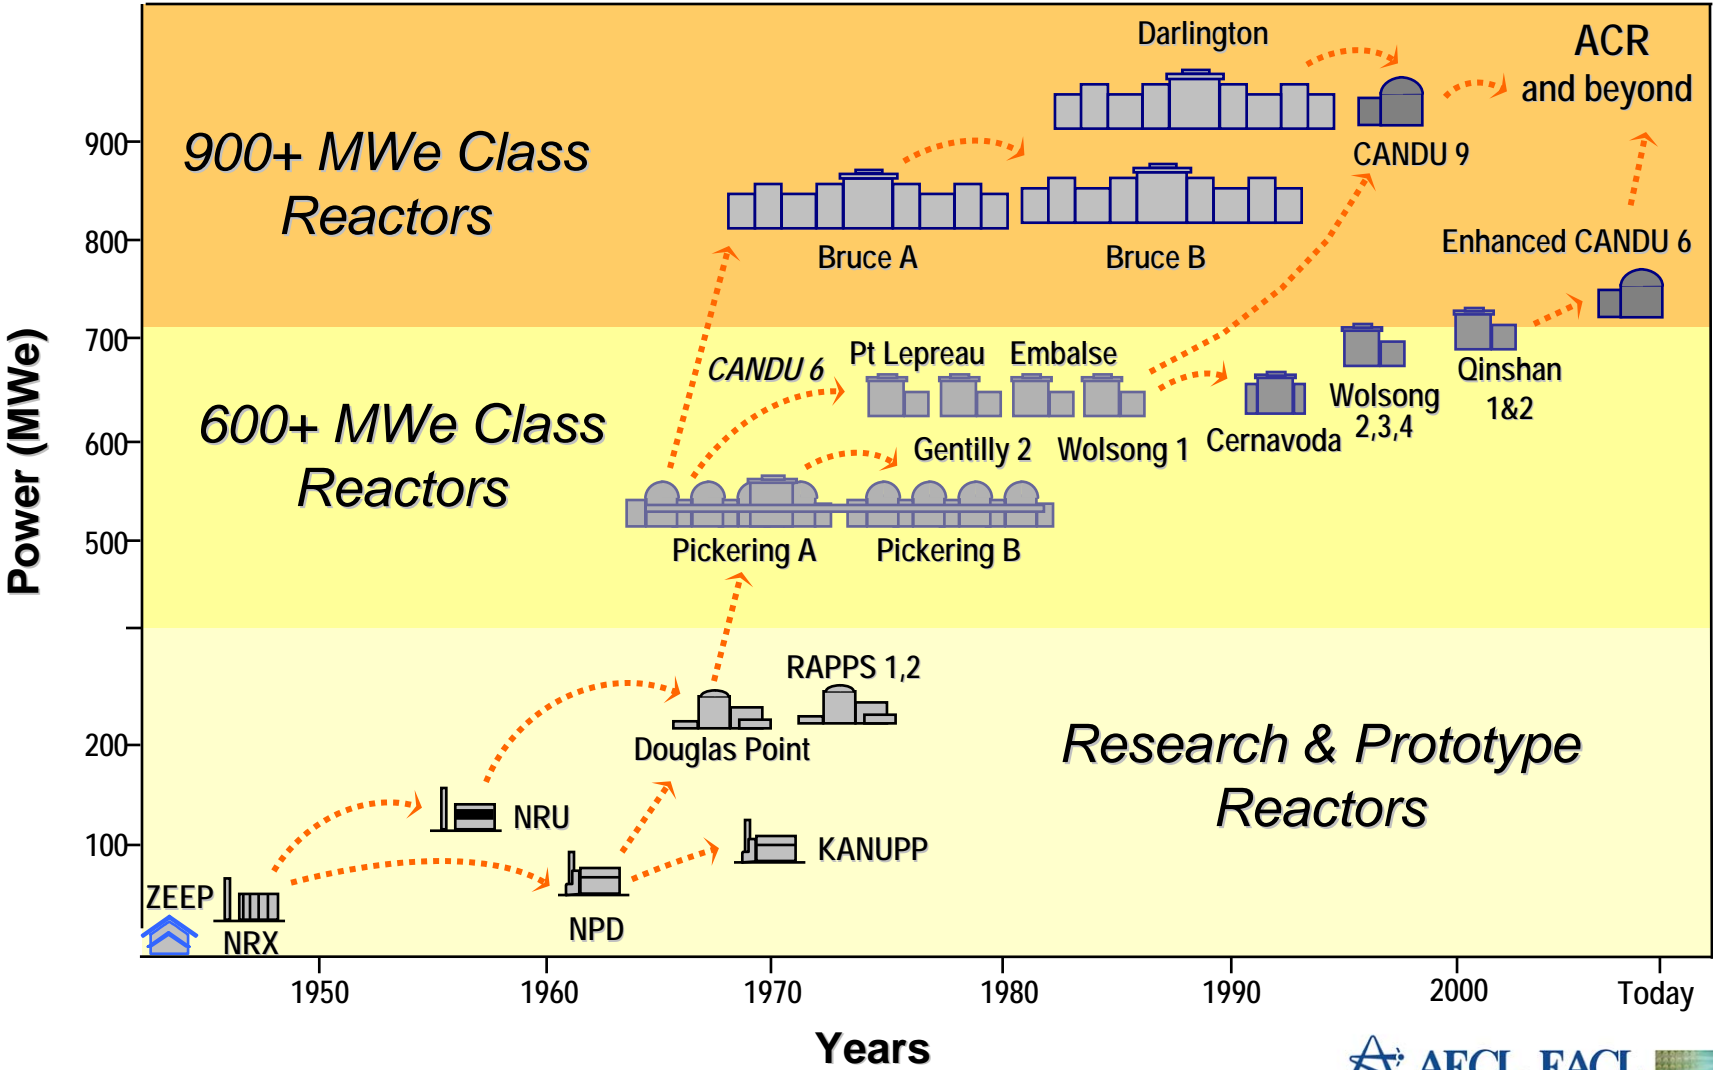 Darlington
ACR
and beyond
900
900+ MWe Class
Reactors
CANDU 9
800
Bruce A
Bruce B
Enhanced CANDU 6
Power (MWe)
700
CANDU 6
Pt Lepreau
Embalse
Qinshan
1&2
Wolsong
2,3,4
600+ MWe Class
Reactors
600
Gentilly 2
Wolsong 1
Cernavoda
500
Pickering A
Pickering B
RAPPS 1,2
200
Douglas Point
Research & Prototype
Reactors
NRU
100
KANUPP
ZEEP
NRX
NPD
1950
1960
1970
1980
1990
2000
Today
Years
AECL EACL